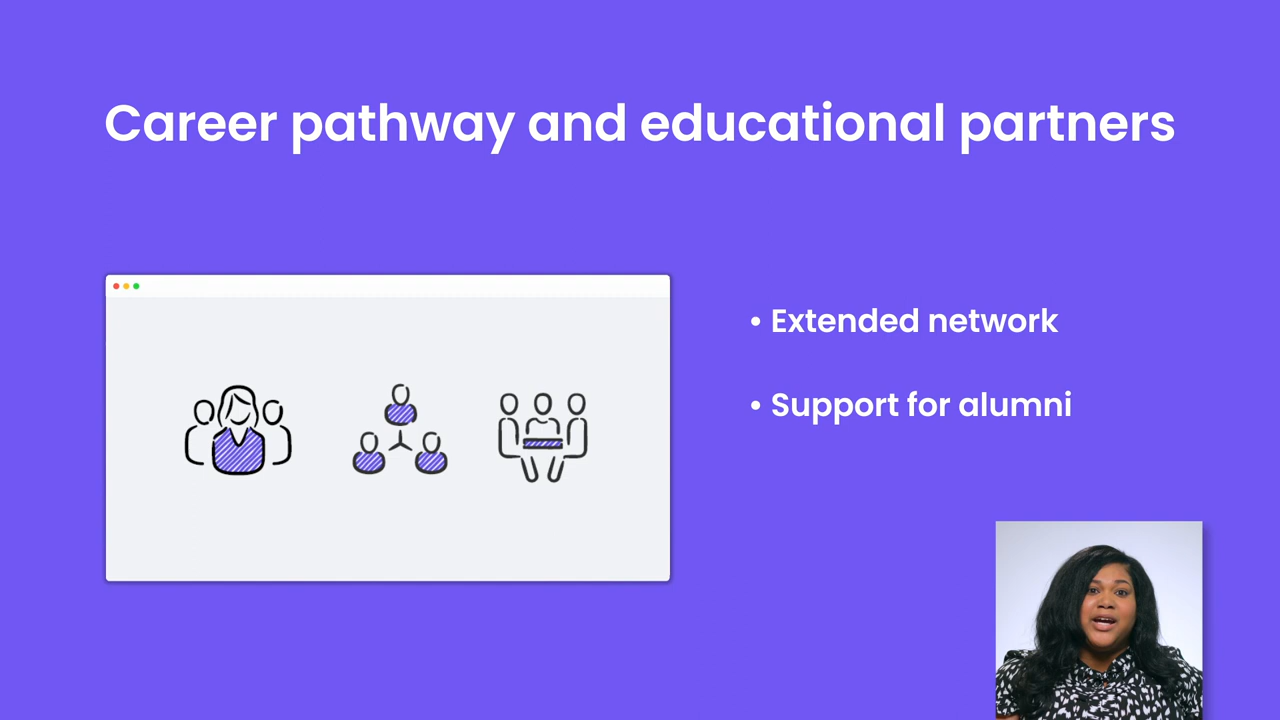 Career pathway and educational partners
• Extended network
• Support for alumni